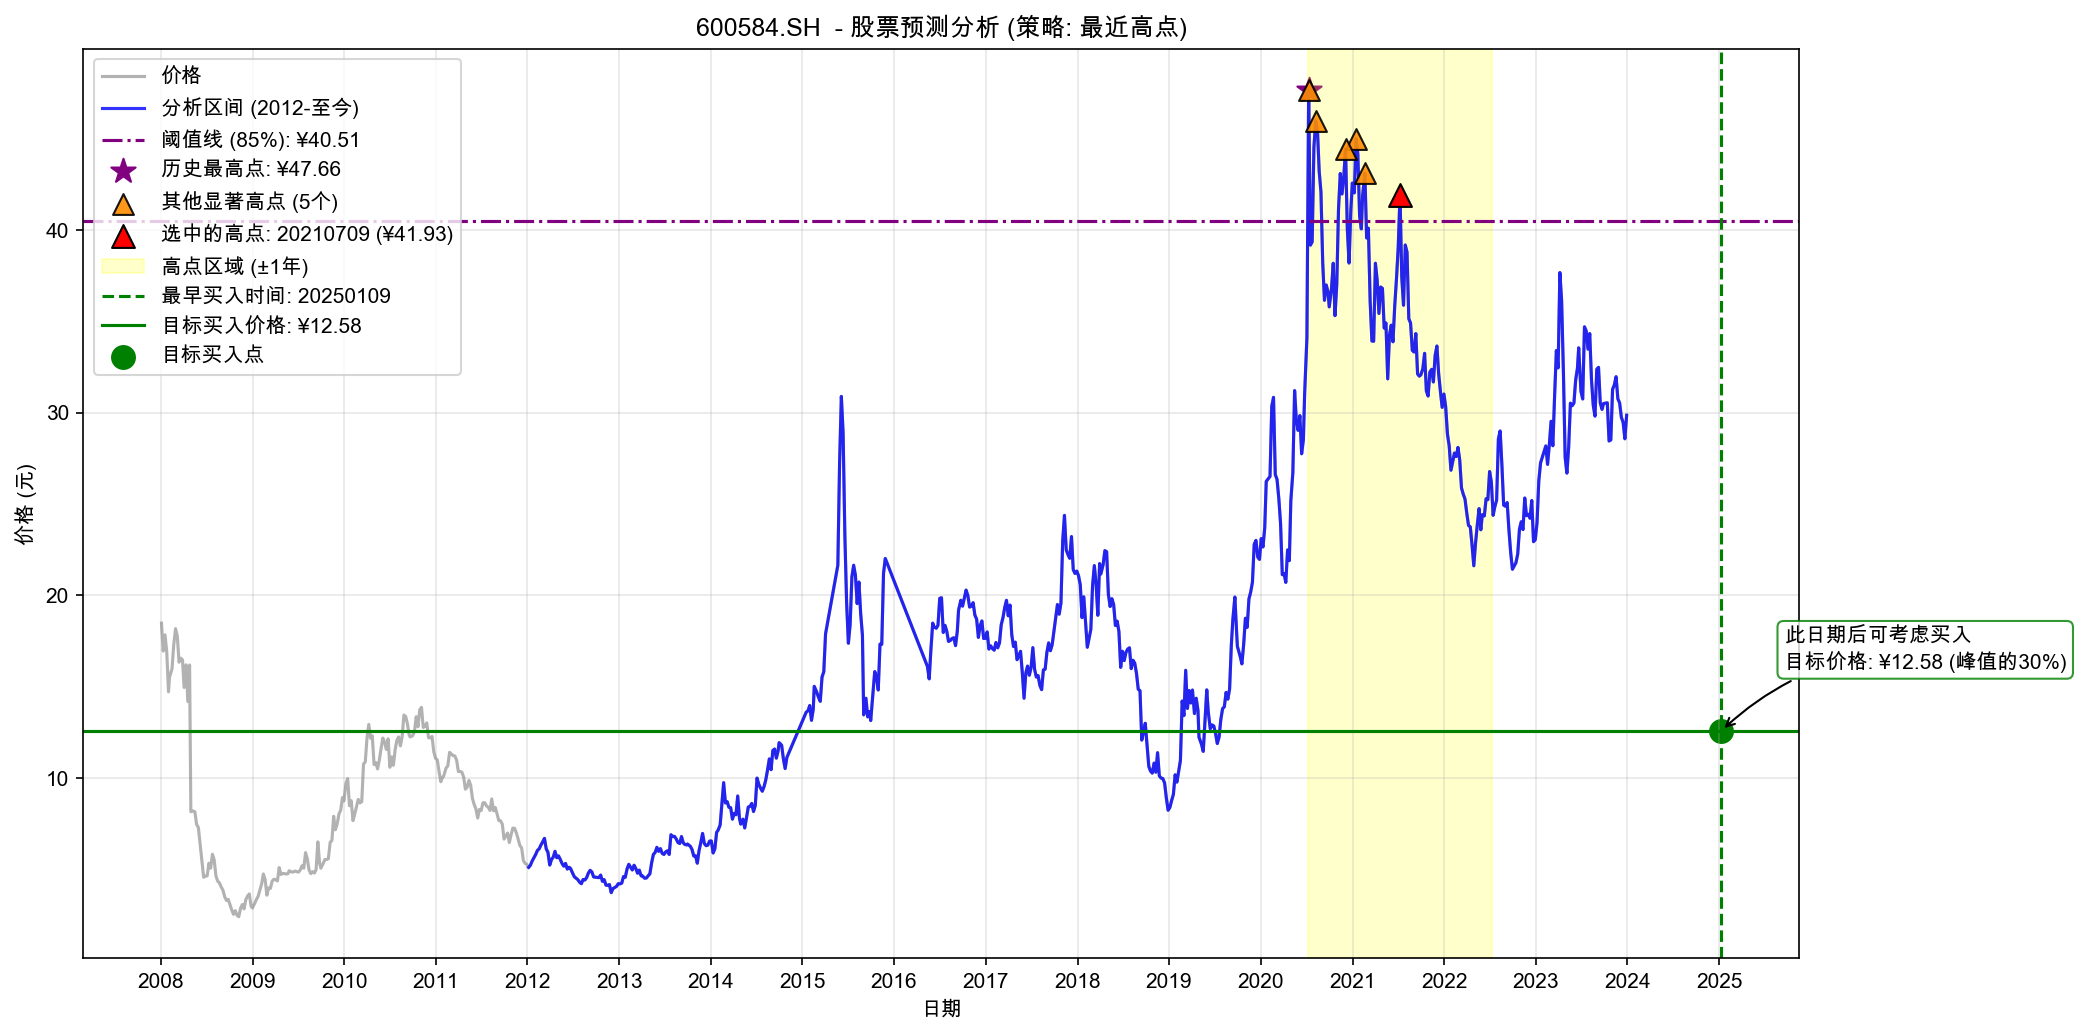 600584.SH  - 股票预测分析 (策略: 最近高点)
价格
分析区间 (2012-至今)
阈值线 (85%): ¥40.51
历史最高点: ¥47.66
其他显著高点 (5个)
选中的高点: 20210709 (¥41.93)
高点区域 (±1年)
最早买入时间: 20250109
目标买入价格: ¥12.58
目标买入点
价格 (元)
40
30
20
10
此日期后可考虑买入
目标价格: ¥12.58 (峰值的30%)
2008 2009 2010 2011 2012 2013 2014 2015 2016 2017 2018 2019 2020 2021 2022 2023 2024 2025
日期